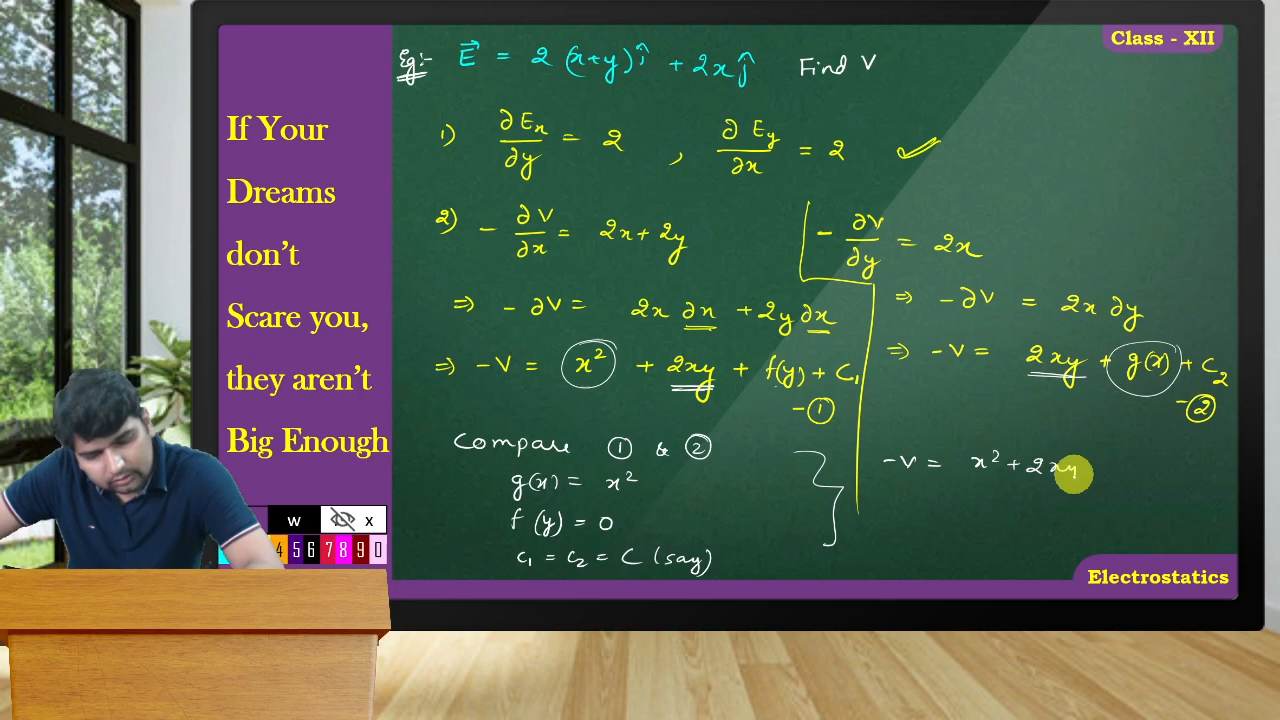 Class - XII
If Your
Dreams
don't
Scare you,
they aren't
Big Enough
Eg:- E⃗ = 2 (x+y) î + 2x ĵ Find V
1) ∂Ex/∂y = 2 , ∂Ey/∂x = 2 ✓
2) - ∂V/∂x = 2x + 2y
⇒ - ∂V = 2x ∂x + 2y ∂x
⇒ -V = x² + 2xy + f(y) + C₁
- ①
- ∂V/∂y = 2x
⇒ - ∂V = 2x ∂y
⇒ -V = 2xy + g(x) + C₂
- ②
Compare ① & ②
g(x) = x²
f(y) = 0
C₁ = C₂ = C (say)
-V = x² + 2xy
W X
4 5 6 7 8 9 0
Electrostatics